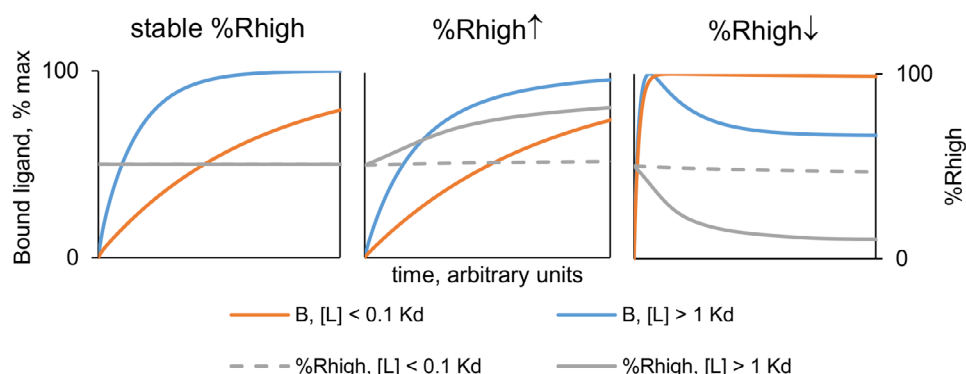 stable %Rhigh
%Rhigh↑
%Rhigh↓
100
100
Bound ligand, % max
%Rhigh
0
0
time, arbitrary units
B, [L] < 0.1 Kd
B, [L] > 1 Kd
%Rhigh, [L] < 0.1 Kd
%Rhigh, [L] > 1 Kd